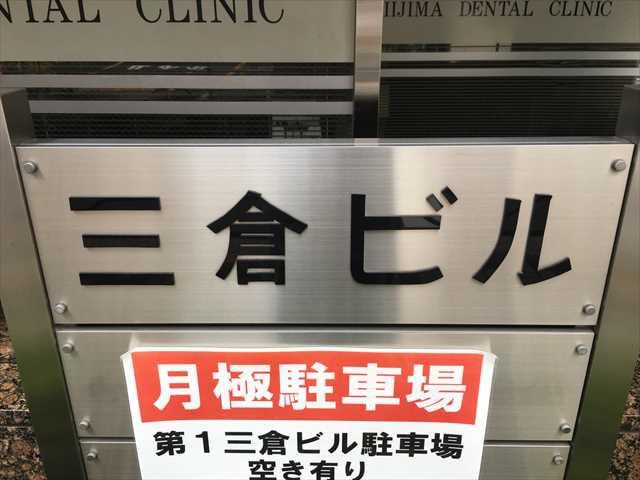 NTAL CLINIC
IIJIMA DENTAL CLINIC
三倉ビル
月極駐車場
第1三倉ビル駐車場
空き有り